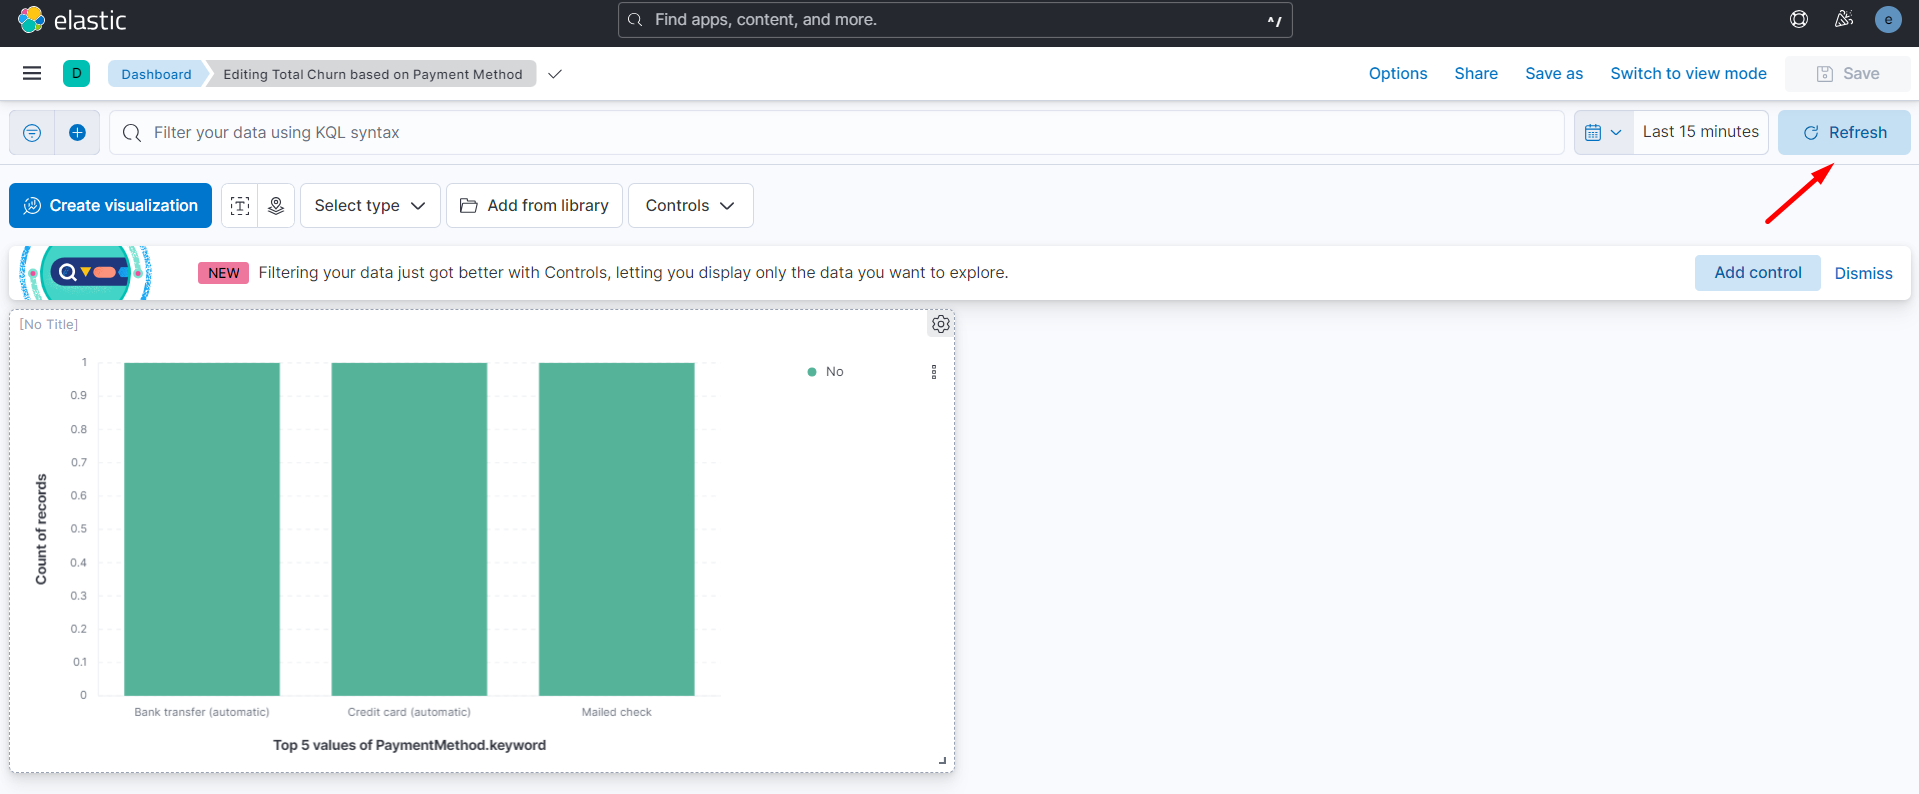 elastic
Find apps, content, and more.
^/
e
D
Dashboard
Editing Total Churn based on Payment Method
Options
Share
Save as
Switch to view mode
Save
Filter your data using KQL syntax
Last 15 minutes
Refresh
Create visualization
Select type
Add from library
Controls
NEW
Filtering your data just got better with Controls, letting you display only the data you want to explore.
Add control
Dismiss
[No Title]
No
1
0.9
0.8
0.7
0.6
0.5
0.4
0.3
0.2
0.1
0
Count of records
Bank transfer (automatic)
Credit card (automatic)
Mailed check
Top 5 values of PaymentMethod.keyword